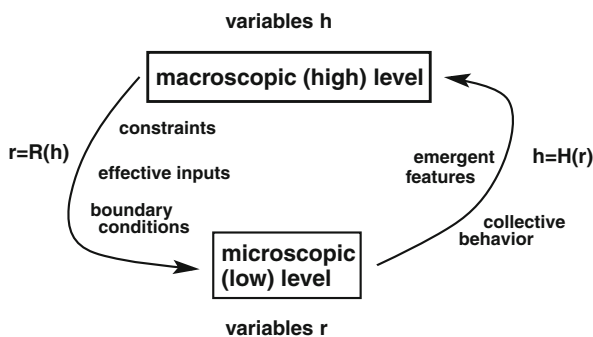 variables h
macroscopic (high) level
constraints
r=R(h)
effective inputs
emergent
features
h=H(r)
boundary
conditions
collective
behavior
microscopic
(low) level
variables r